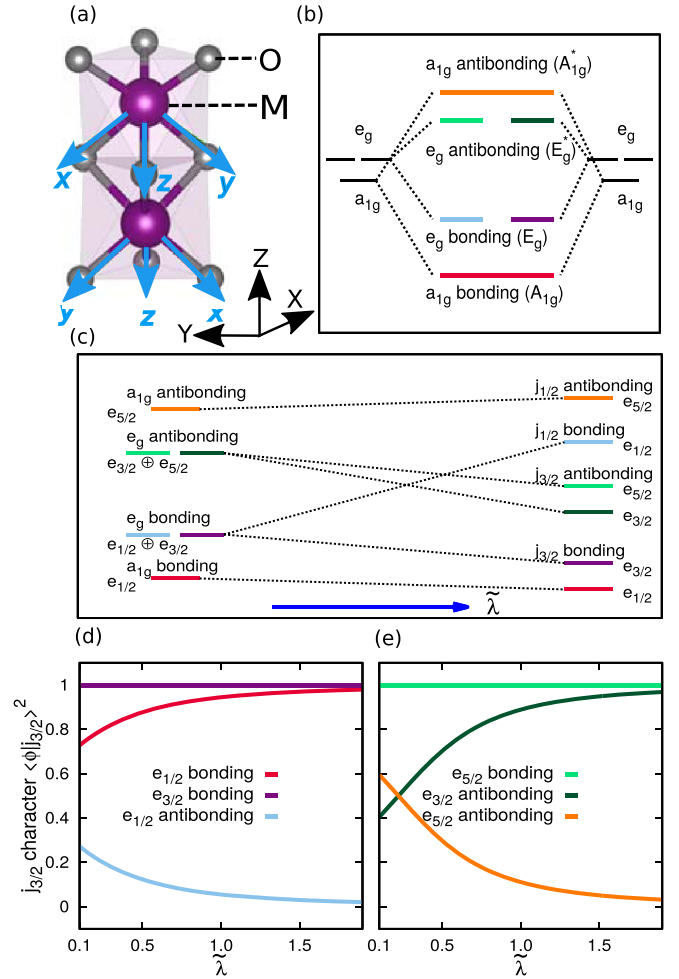 (a)
O
M
x
z
y
y
z
x
Z
X
Y
(b)
a1g antibonding (A*1g)
eg
eg
eg antibonding (E*g)
a1g
a1g
eg bonding (Eg)
a1g bonding (A1g)
(c)
a1g antibonding
e5/2
eg antibonding
e3/2 ⊕ e5/2
eg bonding
e1/2 ⊕ e3/2
a1g bonding
e1/2
j1/2 antibonding
e5/2
j1/2 bonding
e1/2
j3/2 antibonding
e5/2
e3/2
j3/2 bonding
e3/2
e1/2
λ̃
(d)
j3/2 character <ϕ|j3/2>²
1
0.8
0.6
0.4
0.2
0
e1/2 bonding
e3/2 bonding
e1/2 antibonding
0.1
0.5
1.0
1.5
λ̃
(e)
e5/2 bonding
e3/2 antibonding
e5/2 antibonding
0.1
0.5
1.0
1.5
λ̃